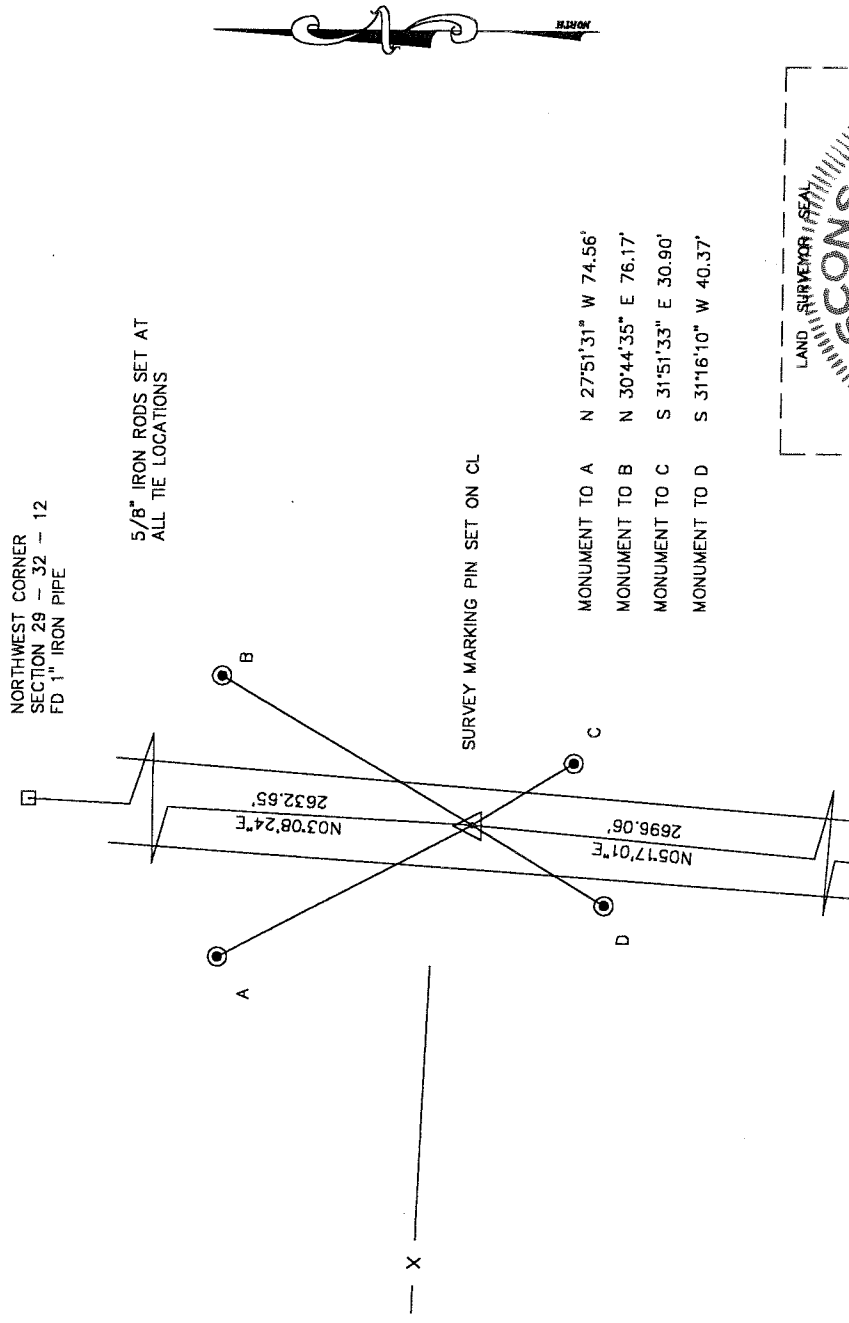 NORTHWEST CORNER
SECTION 29 - 32 - 12
FD 1" IRON PIPE
NORTH
5/8" IRON RODS SET AT
ALL TIE LOCATIONS
B
A
N03°08'24"E
2632.65'
SURVEY MARKING PIN SET ON CL
C
D
N05°17'01"E
2696.06'
X
MONUMENT TO A N 27°51'31" W 74.56'
MONUMENT TO B N 30°44'35" E 76.17'
MONUMENT TO C S 31°51'33" E 30.90'
MONUMENT TO D S 31°16'10" W 40.37'
LAND SURVEYOR SEAL
SCONS